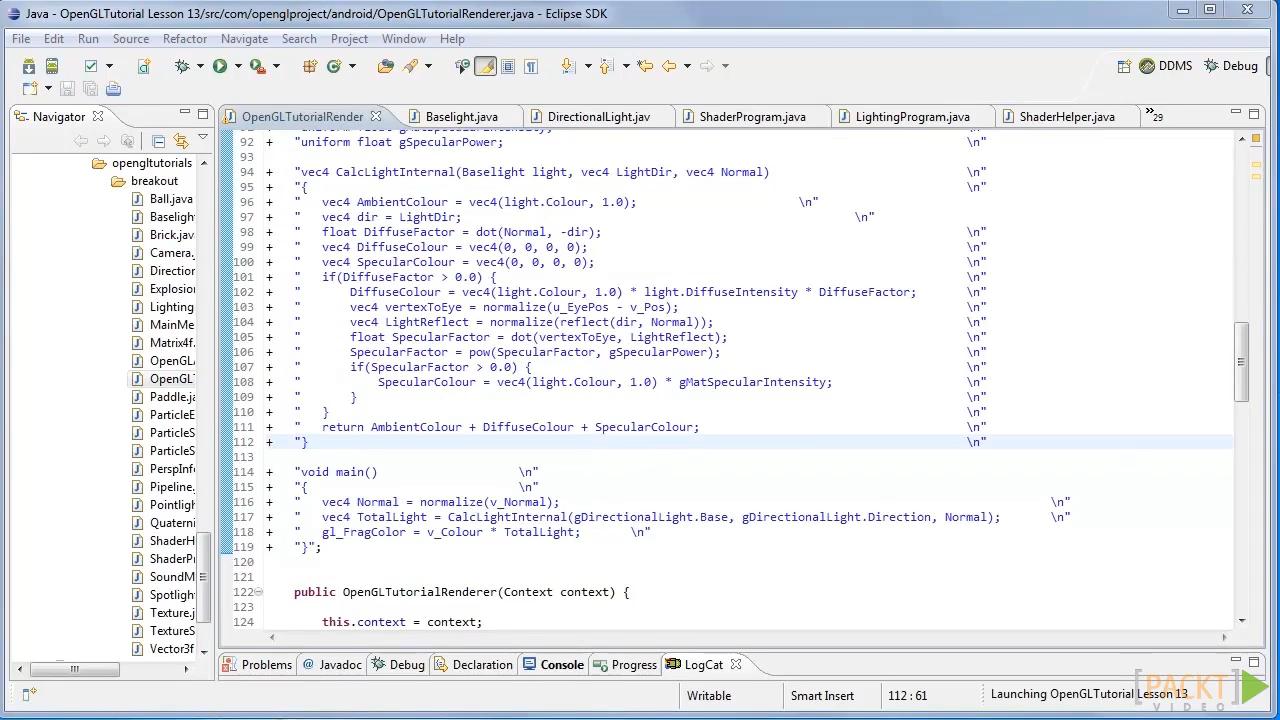 Java - OpenGLTutorial Lesson 13/src/com/openglproject/android/OpenGLTutorialRenderer.java - Eclipse SDK
File Edit Run Source Refactor Navigate Search Project Window Help
DDMS Debug
Navigator
OpenGLTutorialRenderer Baselight.java DirectionalLight.jav ShaderProgram.java LightingProgram.java ShaderHelper.java »29
opengltutorials
breakout
Ball.java
Baseligh
Brick.jav
Camera.
Direction
Explosio
Lighting
MainMe
Matrix4f.
OpenGL
OpenGL
Paddle.ja
ParticleE
ParticleS
ParticleS
PerspInf
Pipeline.
Pointligh
Quaterni
ShaderH
ShaderPr
SoundM
Spotligh
Texture.j
TextureS
Vector3f
92 + "uniform float gSpecularPower; \n"
93
94 + "vec4 CalcLightInternal(Baselight light, vec4 LightDir, vec4 Normal) \n"
95 + "{ \n"
96 + " vec4 AmbientColour = vec4(light.Colour, 1.0); \n"
97 + " vec4 dir = LightDir; \n"
98 + " float DiffuseFactor = dot(Normal, -dir); \n"
99 + " vec4 DiffuseColour = vec4(0, 0, 0, 0); \n"
100 + " vec4 SpecularColour = vec4(0, 0, 0, 0); \n"
101 + " if(DiffuseFactor > 0.0) { \n"
102 + " DiffuseColour = vec4(light.Colour, 1.0) * light.DiffuseIntensity * DiffuseFactor; \n"
103 + " vec4 vertexToEye = normalize(u_EyePos - v_Pos); \n"
104 + " vec4 LightReflect = normalize(reflect(dir, Normal)); \n"
105 + " float SpecularFactor = dot(vertexToEye, LightReflect); \n"
106 + " SpecularFactor = pow(SpecularFactor, gSpecularPower); \n"
107 + " if(SpecularFactor > 0.0) { \n"
108 + " SpecularColour = vec4(light.Colour, 1.0) * gMatSpecularIntensity; \n"
109 + " } \n"
110 + " } \n"
111 + " return AmbientColour + DiffuseColour + SpecularColour; \n"
112 + "} \n"
113
114 + "void main() \n"
115 + "{ \n"
116 + " vec4 Normal = normalize(v_Normal); \n"
117 + " vec4 TotalLight = CalcLightInternal(gDirectionalLight.Base, gDirectionalLight.Direction, Normal); \n"
118 + " gl_FragColor = v_Colour * TotalLight; \n"
119 + "}";
120
121
122 public OpenGLTutorialRenderer(Context context) {
123
124 this.context = context;
Problems Javadoc Debug Declaration Console Progress LogCat
Writable Smart Insert 112 : 61 Launching OpenGLTutorial Lesson 13
[PACKT]
VIDEO